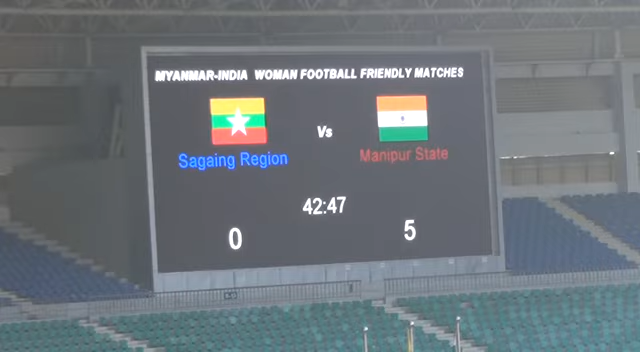 MYANMAR-INDIA WOMAN FOOTBALL FRIENDLY MATCHES
Vs
Sagaing Region Manipur State
42:47
0 5